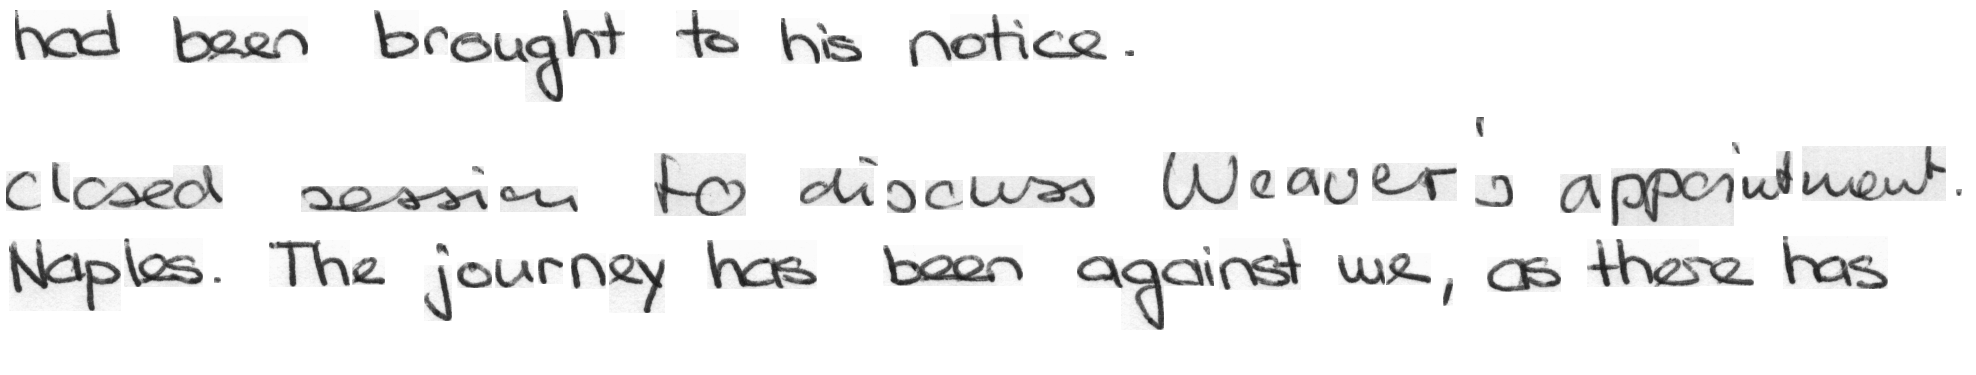 had been brought to his notice.
closed session to discuss Weaver's appointment.
Naples. The journey has been against me, as there has